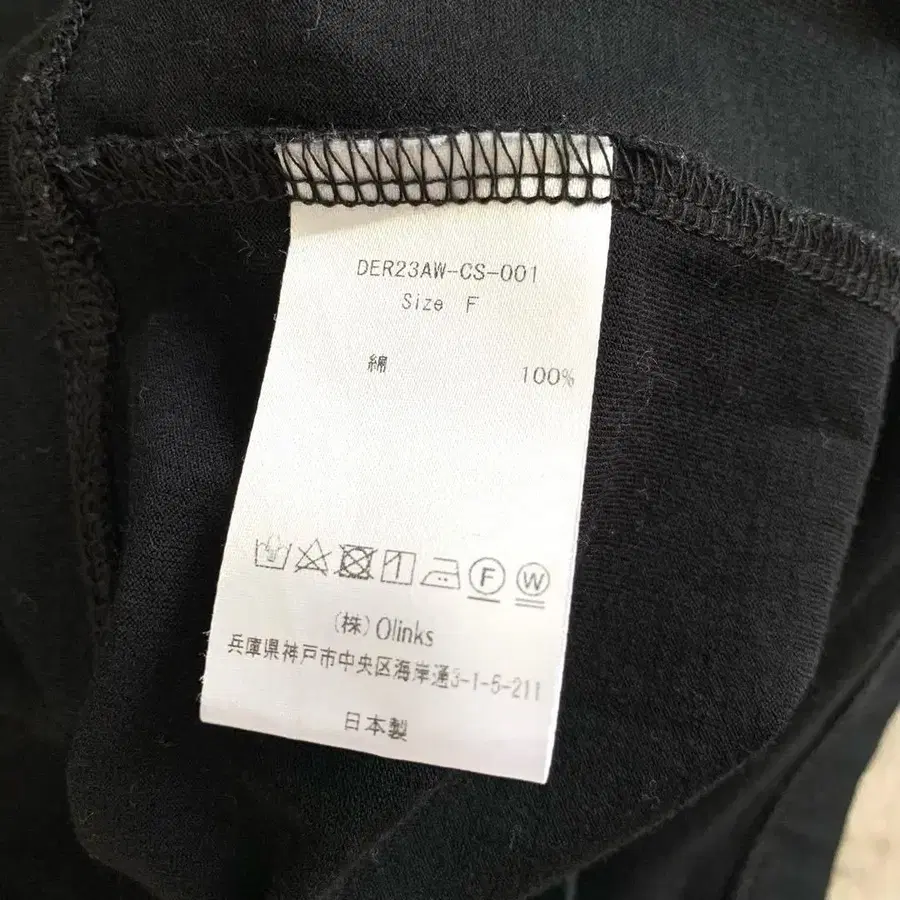 DER23AW-CS-001
Size F
綿 100%
F W
(株)Olinks
兵庫県神戸市中央区海岸通3-1-5-211
日本製